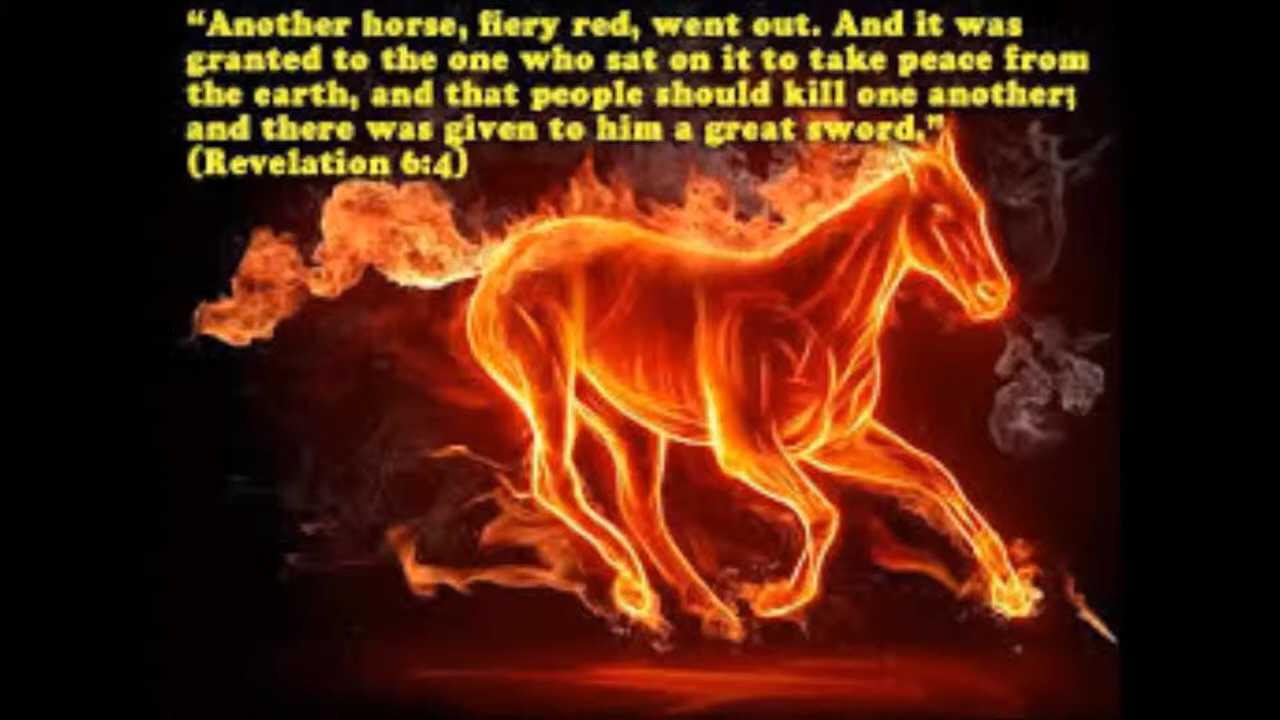 “Another horse, fiery red, went out. And it was
granted to the one who sat on it to take peace from
the earth, and that people should kill one another;
and there was given to him a great sword.”
(Revelation 6:4)